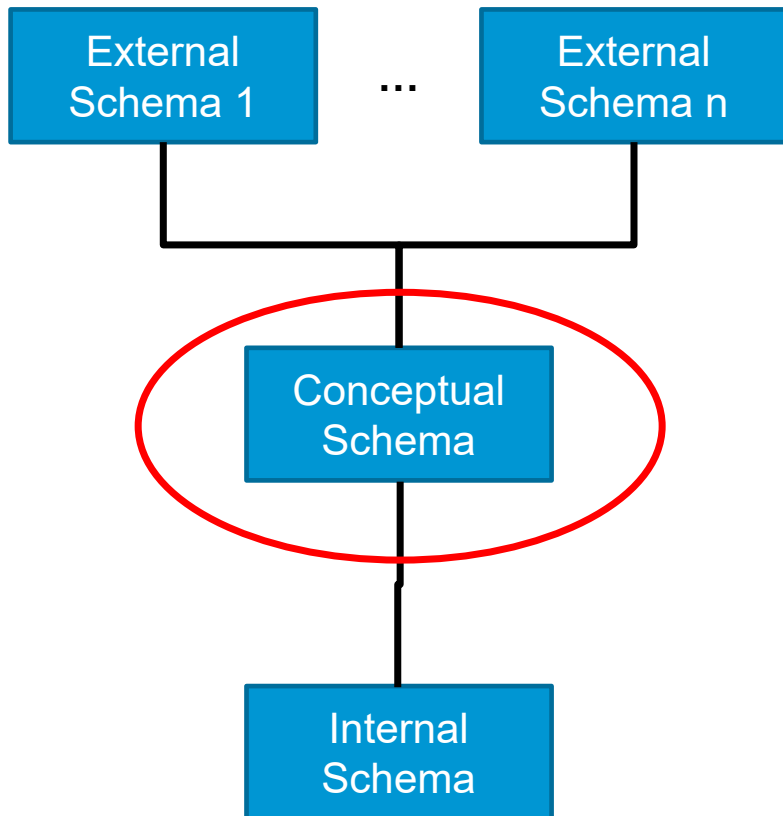 External
Schema 1
...
External
Schema n
Conceptual
Schema
Internal
Schema